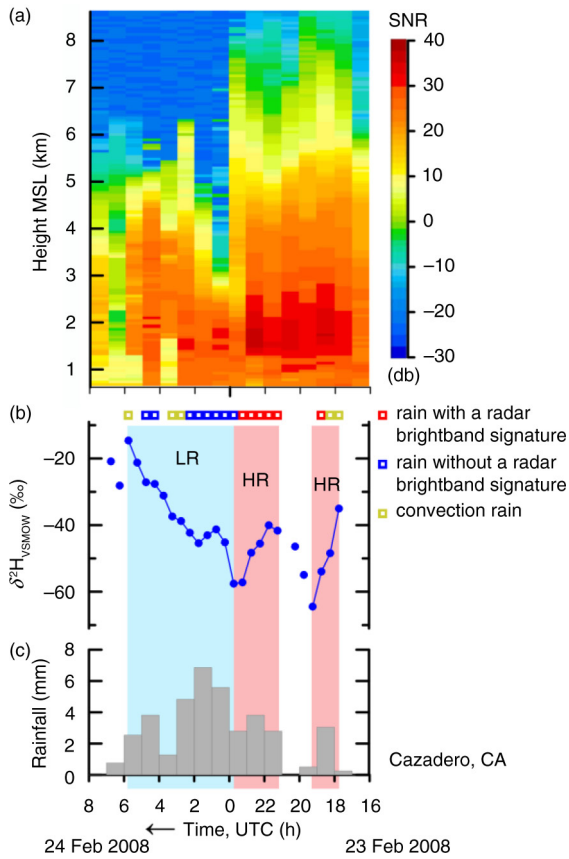 (a)
SNR
Height MSL (km)
8
7
6
5
4
3
2
1
40
30
20
10
0
−10
−20
−30
(db)
(b)
rain with a radar
brightband signature
rain without a radar
brightband signature
convection rain
LR
HR
HR
δ²H_VSMOW (‰)
−20
−40
−60
(c)
Rainfall (mm)
8
6
4
2
0
Cazadero, CA
8 6 4 2 0 22 20 18 16
← Time, UTC (h)
24 Feb 2008 23 Feb 2008